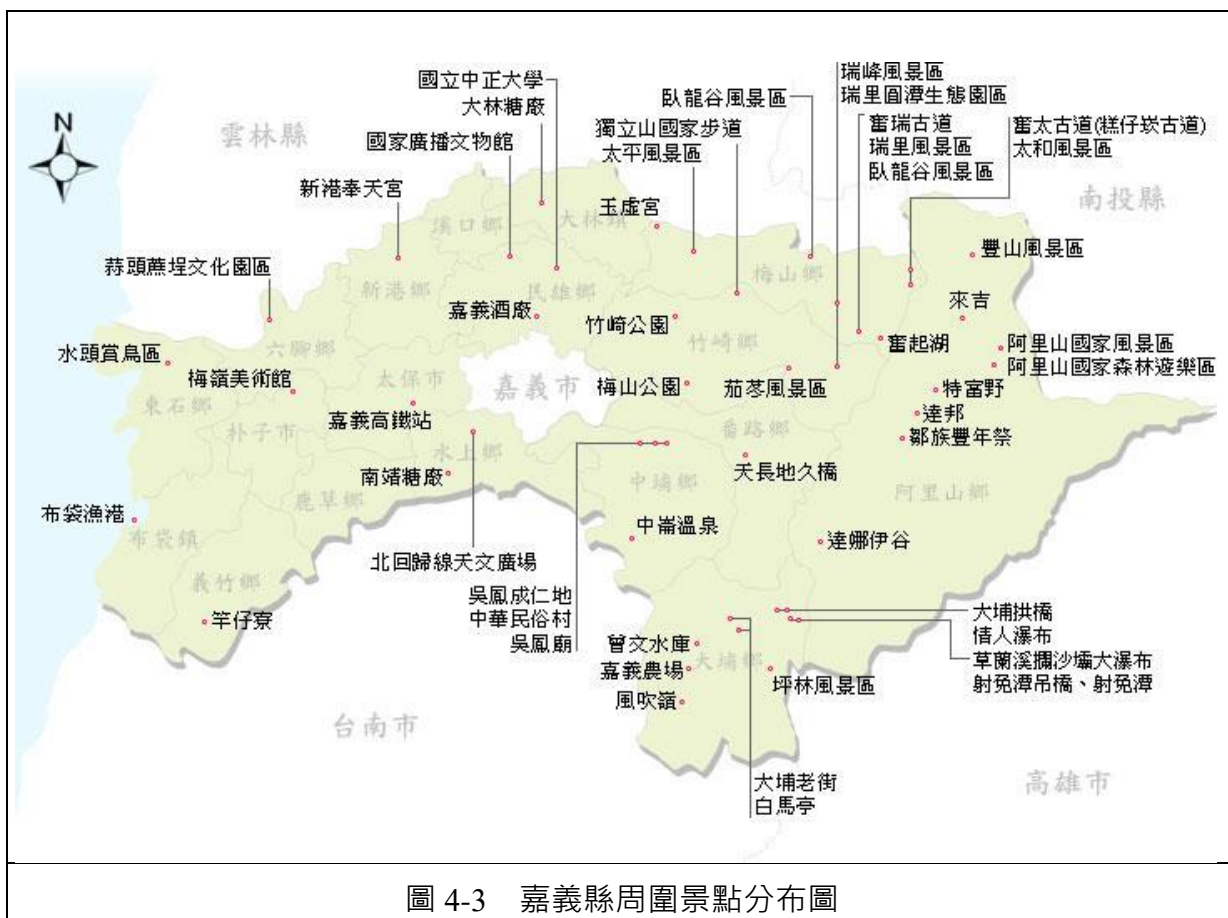 瑞峰風景區
瑞里圓潭生態園區
國立中正大學
大林糖廠
臥龍谷風景區
N
雲林縣
國家廣播文物館
獨立山國家步道
太平風景區
奮瑞古道
瑞里風景區
臥龍谷風景區
奮太古道(糕仔崁古道)
太和風景區
新港奉天宮
玉虛宮
南投縣
溪口鄉
大林鎮
豐山風景區
蒜頭蔗埕文化園區
新港鄉
民雄鄉
梅山鄉
嘉義酒廠
竹崎公園
竹崎鄉
來吉
奮起湖
水頭賞鳥區
六腳鄉
阿里山國家風景區
阿里山國家森林遊樂區
梅嶺美術館
太保市
嘉義市
梅山公園
茄苳風景區
特富野
東石鄉
朴子市
嘉義高鐵站
達邦
番路鄉
鄒族豐年祭
水上鄉
南靖糖廠
天長地久橋
中埔鄉
阿里山鄉
鹿草鄉
布袋漁港
布袋鎮
中崙溫泉
達娜伊谷
北回歸線天文廣場
義竹鄉
吳鳳成仁地
中華民俗村
吳鳳廟
竿仔寮
大埔拱橋
情人瀑布
草蘭溪攔沙壩大瀑布
射兔潭吊橋、射兔潭
曾文水庫
嘉義農場
風吹嶺
大埔鄉
坪林風景區
台南市
大埔老街
白馬亭
高雄市
圖 4-3 嘉義縣周圍景點分布圖